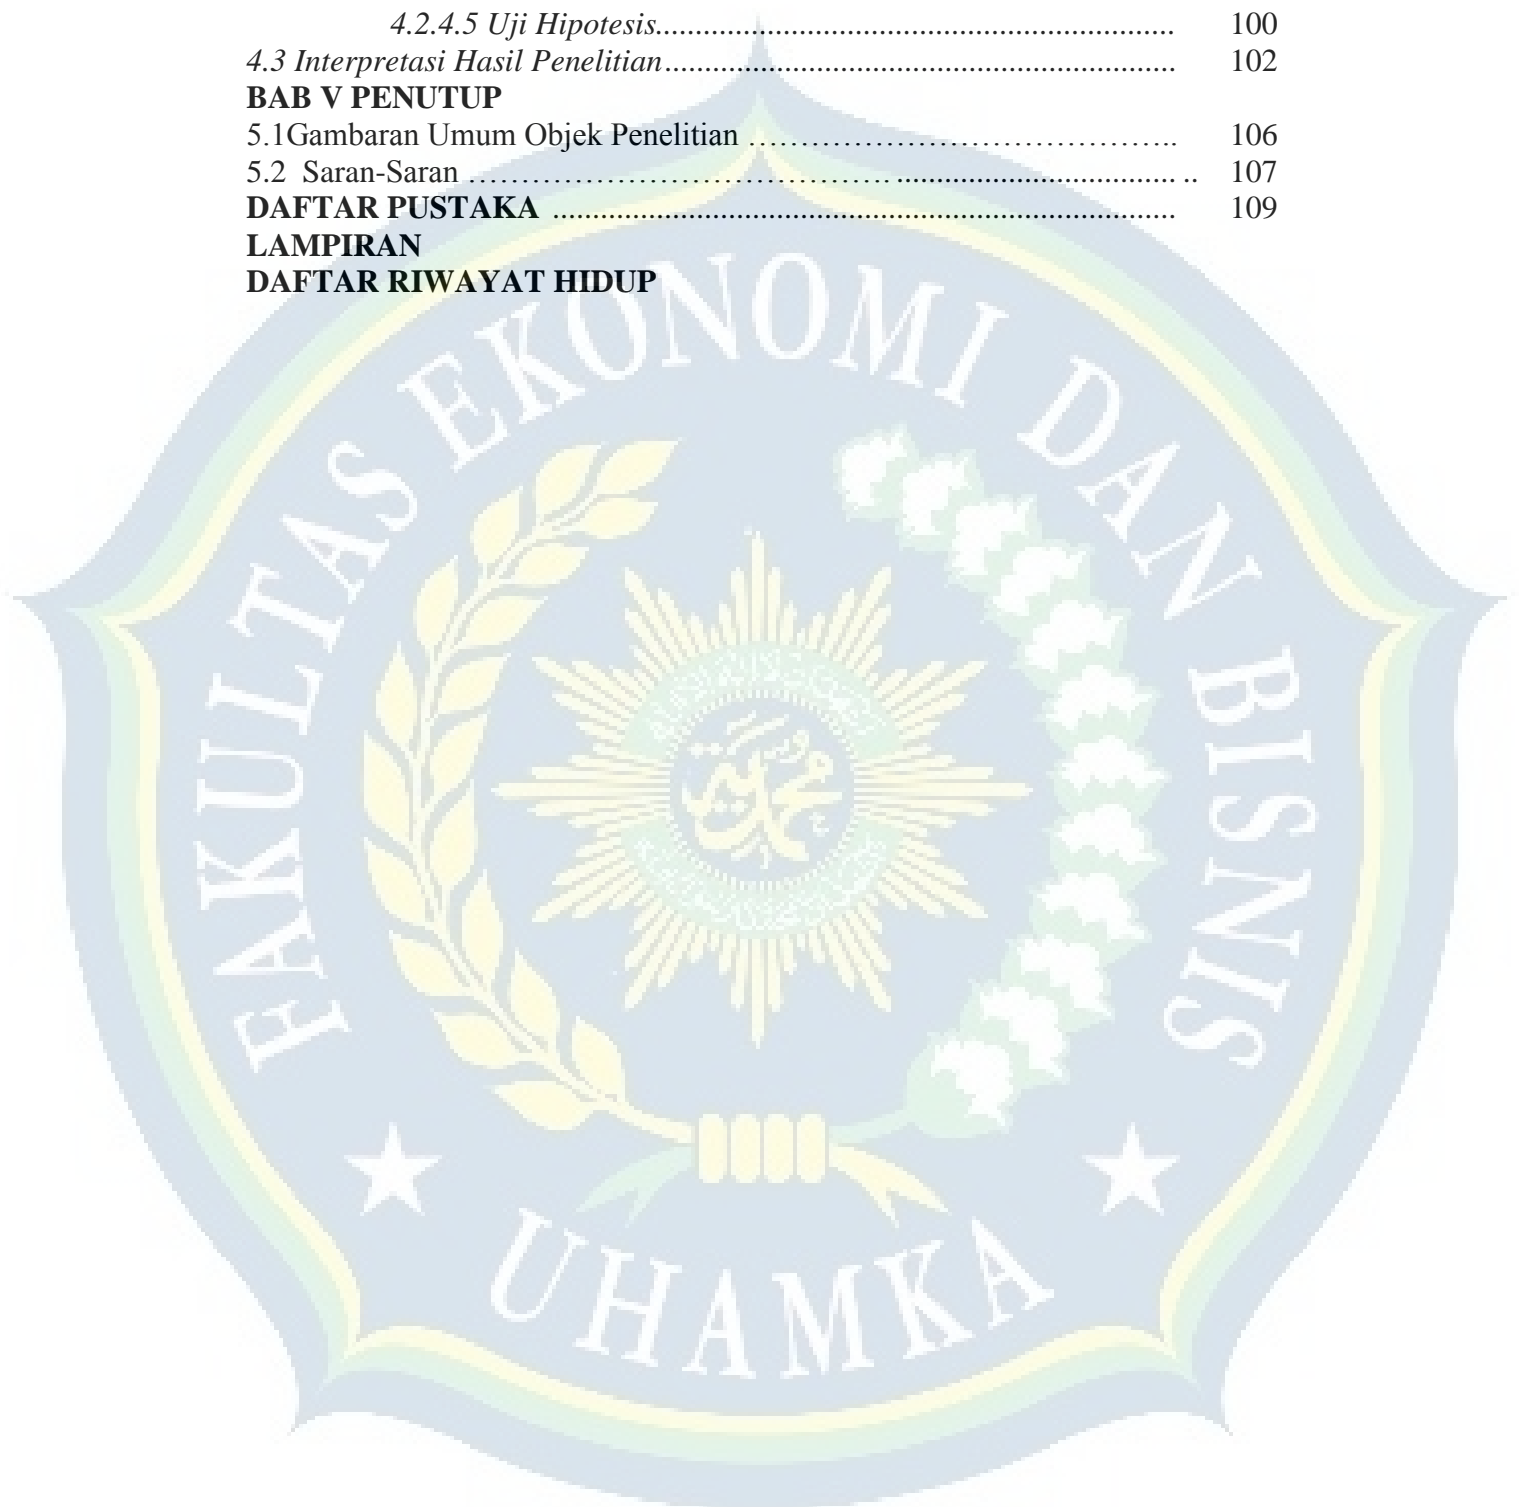 4.2.4.5 Uji Hipotesis................................................................. 100
4.3 Interpretasi Hasil Penelitian................................................................ 102
BAB V PENUTUP
5.1Gambaran Umum Objek Penelitian ………………………………….. 106
5.2 Saran-Saran …………………………………...................................... .. 107
DAFTAR PUSTAKA .............................................................................. 109
LAMPIRAN
DAFTAR RIWAYAT HIDUP
FAKULTAS EKONOMI DAN BISNIS
UHAMKA